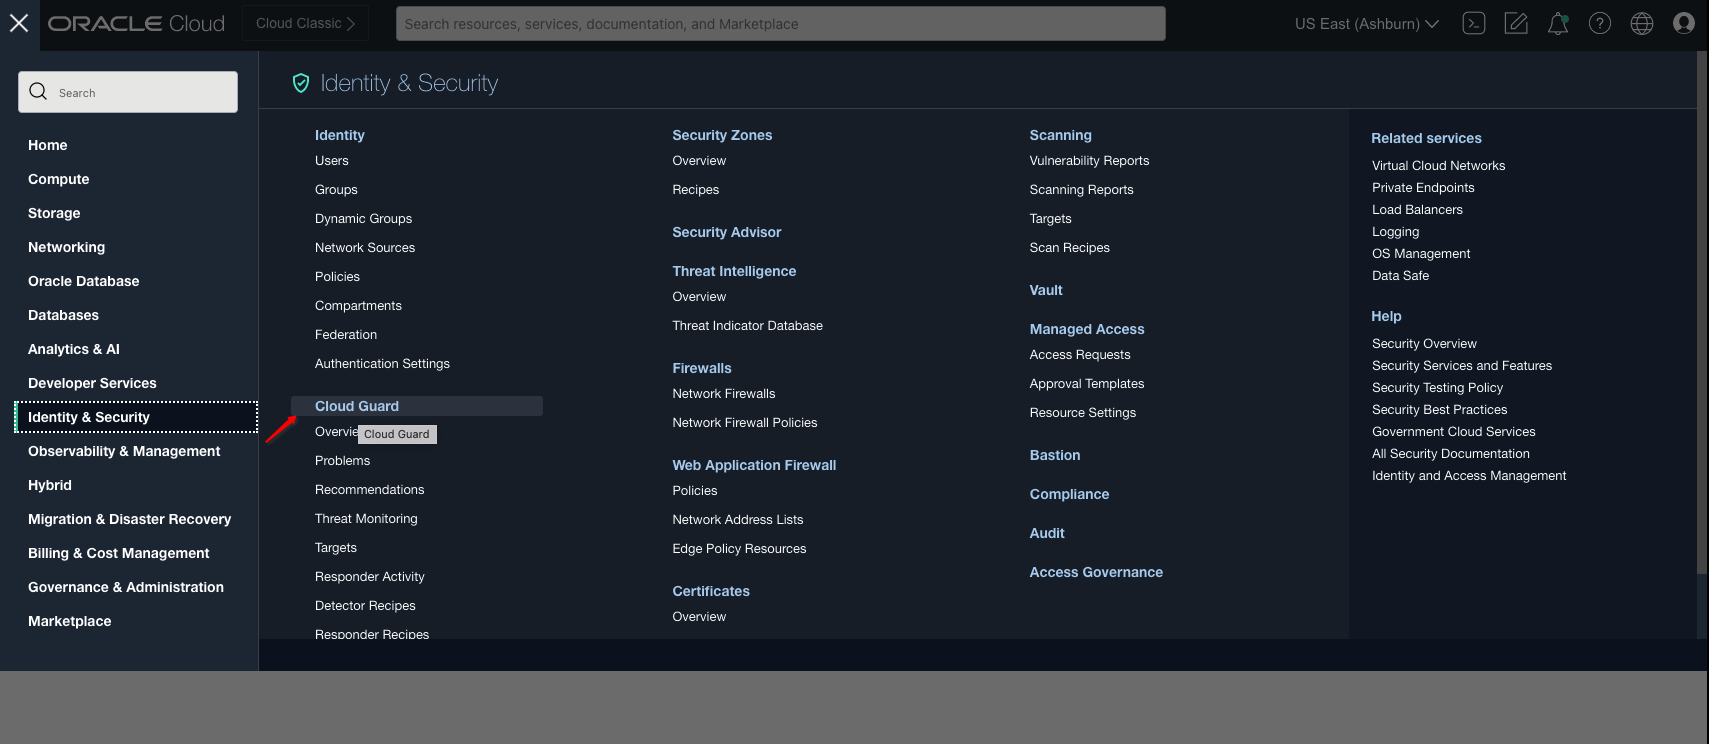 ORACLE Cloud
Cloud Classic
Search resources, services, documentation, and Marketplace
US East (Ashburn)
Search
Home
Compute
Storage
Networking
Oracle Database
Databases
Analytics & AI
Developer Services
Identity & Security
Observability & Management
Hybrid
Migration & Disaster Recovery
Billing & Cost Management
Governance & Administration
Marketplace
Identity & Security
Identity
Users
Groups
Dynamic Groups
Network Sources
Policies
Compartments
Federation
Authentication Settings
Cloud Guard
Overvie
Cloud Guard
Problems
Recommendations
Threat Monitoring
Targets
Responder Activity
Detector Recipes
Responder Recipes
Security Zones
Overview
Recipes
Security Advisor
Threat Intelligence
Overview
Threat Indicator Database
Firewalls
Network Firewalls
Network Firewall Policies
Web Application Firewall
Policies
Network Address Lists
Edge Policy Resources
Certificates
Overview
Scanning
Vulnerability Reports
Scanning Reports
Targets
Scan Recipes
Vault
Managed Access
Access Requests
Approval Templates
Resource Settings
Bastion
Compliance
Audit
Access Governance
Related services
Virtual Cloud Networks
Private Endpoints
Load Balancers
Logging
OS Management
Data Safe
Help
Security Overview
Security Services and Features
Security Testing Policy
Security Best Practices
Government Cloud Services
All Security Documentation
Identity and Access Management